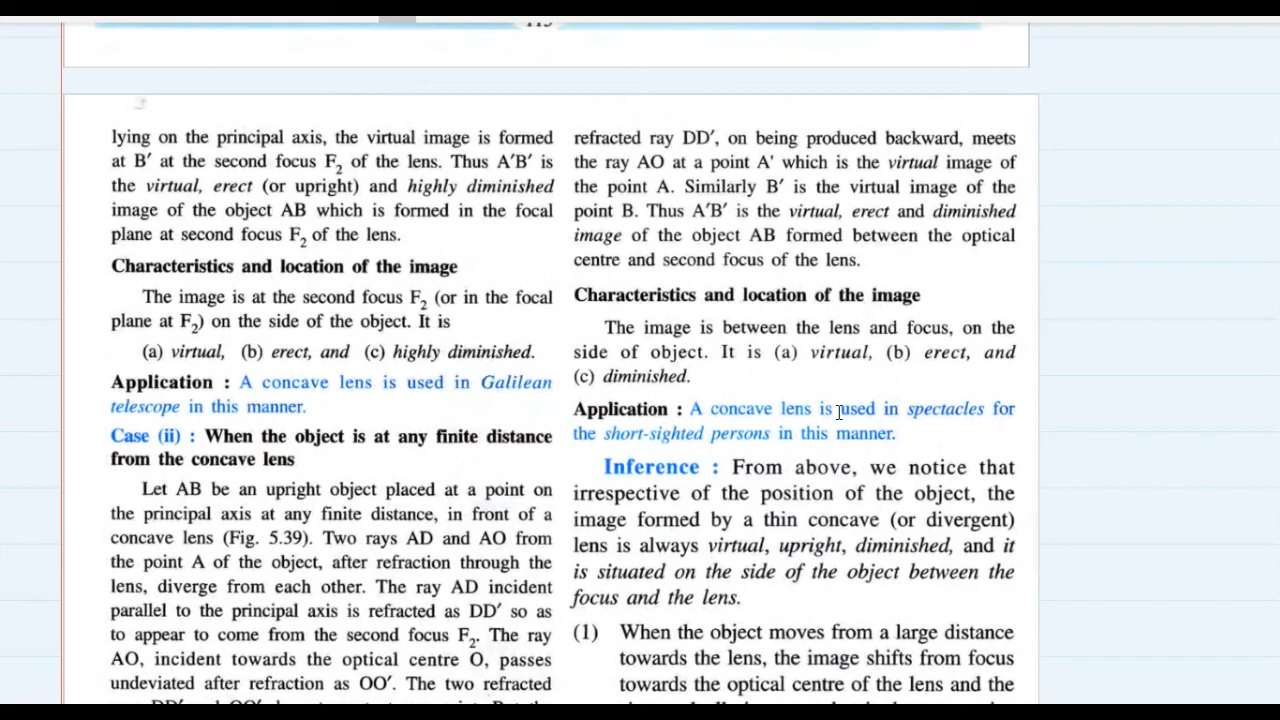 lying on the principal axis, the virtual image is formed
at B′ at the second focus F₂ of the lens. Thus A′B′ is
the virtual, erect (or upright) and highly diminished
image of the object AB which is formed in the focal
plane at second focus F₂ of the lens.
Characteristics and location of the image
The image is at the second focus F₂ (or in the focal
plane at F₂) on the side of the object. It is
(a) virtual, (b) erect, and (c) highly diminished.
Application : A concave lens is used in Galilean
telescope in this manner.
Case (ii) : When the object is at any finite distance
from the concave lens
Let AB be an upright object placed at a point on
the principal axis at any finite distance, in front of a
concave lens (Fig. 5.39). Two rays AD and AO from
the point A of the object, after refraction through the
lens, diverge from each other. The ray AD incident
parallel to the principal axis is refracted as DD′ so as
to appear to come from the second focus F₂. The ray
AO, incident towards the optical centre O, passes
undeviated after refraction as OO′. The two refracted
refracted ray DD′, on being produced backward, meets
the ray AO at a point A' which is the virtual image of
the point A. Similarly B′ is the virtual image of the
point B. Thus A′B′ is the virtual, erect and diminished
image of the object AB formed between the optical
centre and second focus of the lens.
Characteristics and location of the image
The image is between the lens and focus, on the
side of object. It is (a) virtual, (b) erect, and
(c) diminished.
Application : A concave lens is used in spectacles for
the short-sighted persons in this manner.
Inference : From above, we notice that
irrespective of the position of the object, the
image formed by a thin concave (or divergent)
lens is always virtual, upright, diminished, and it
is situated on the side of the object between the
focus and the lens.
(1) When the object moves from a large distance
towards the lens, the image shifts from focus
towards the optical centre of the lens and the